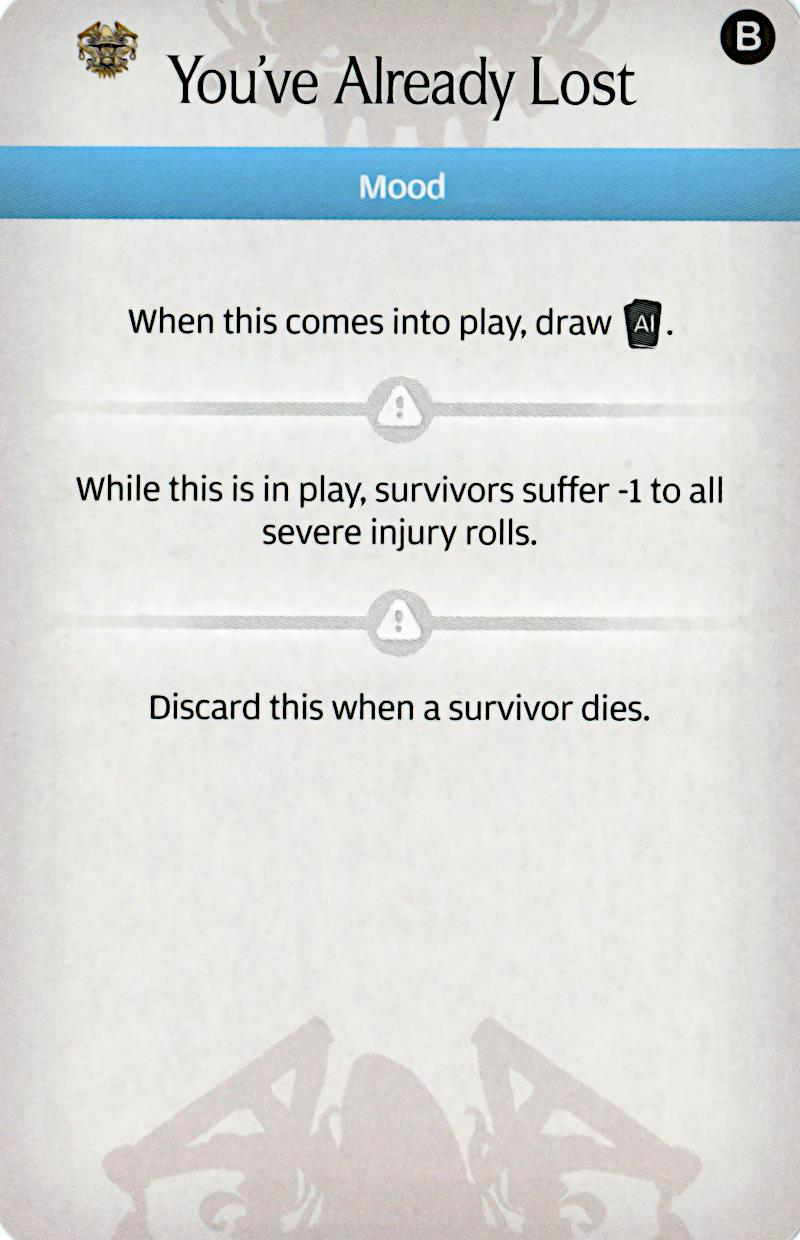 B
You've Already Lost
Mood
When this comes into play, draw AI.
While this is in play, survivors suffer -1 to all
severe injury rolls.
Discard this when a survivor dies.